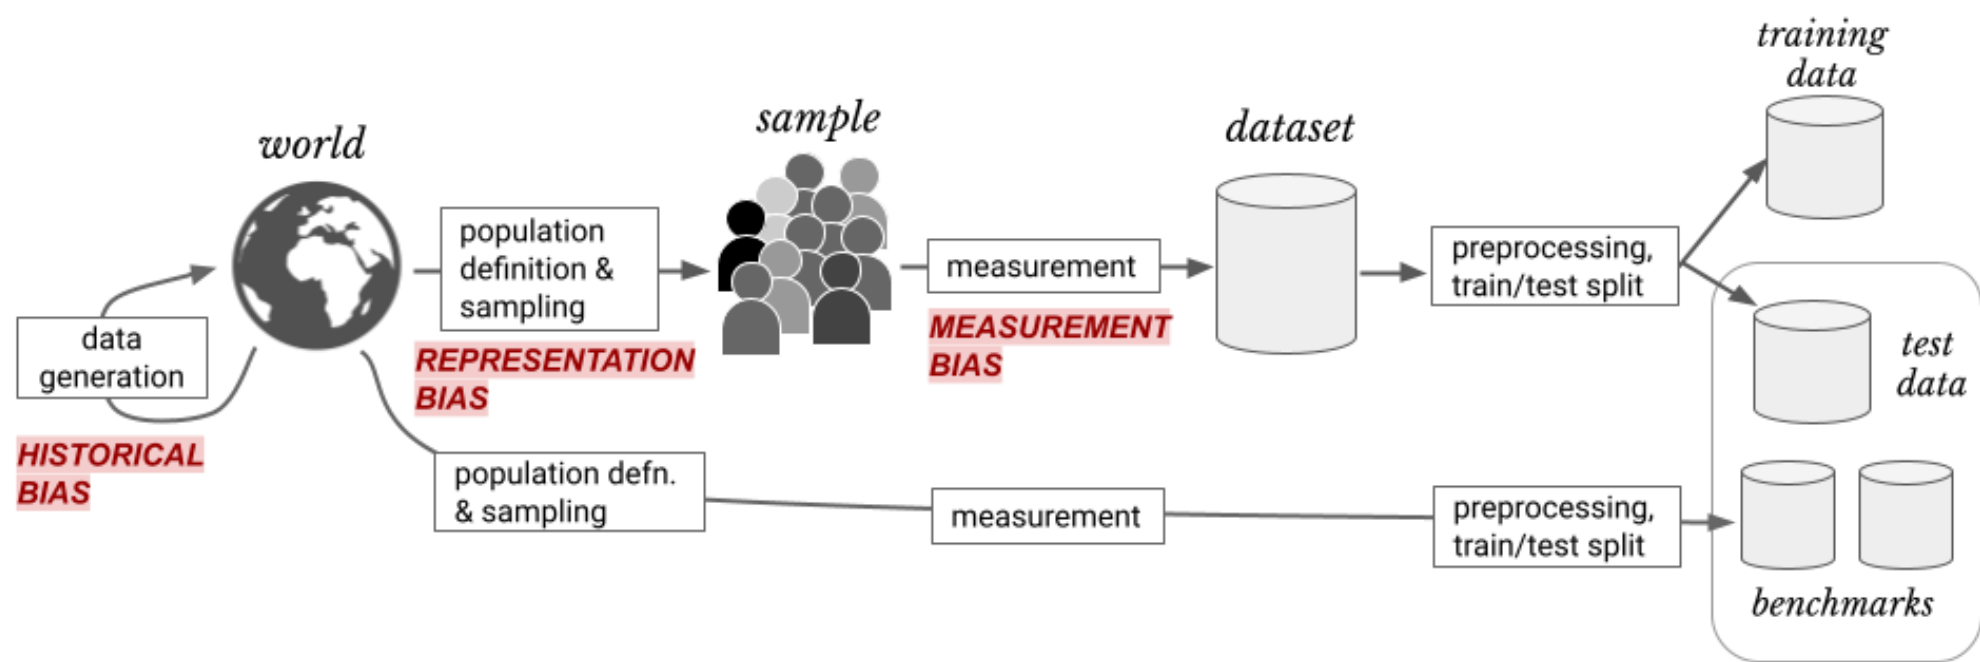 training
data
sample
dataset
world
population
definition &
sampling
measurement
preprocessing,
train/test split
data
generation
REPRESENTATION
BIAS
MEASUREMENT
BIAS
test
data
HISTORICAL
BIAS
population defn.
& sampling
measurement
preprocessing,
train/test split
benchmarks